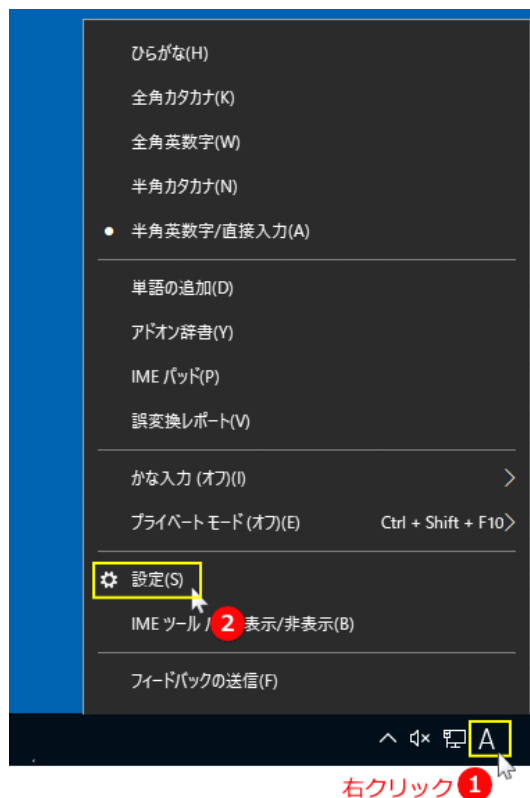 ひらがな(H)
全角カタカナ(K)
全角英数字(W)
半角カタカナ(N)
半角英数字/直接入力(A)
単語の追加(D)
アドオン辞書(Y)
IME パッド(P)
誤変換レポート(V)
かな入力 (オフ)(I)
プライベート モード (オフ)(E) Ctrl + Shift + F10
設定(S)
IME ツール 2 表示/非表示(B)
フィードバックの送信(F)
A
右クリック 1